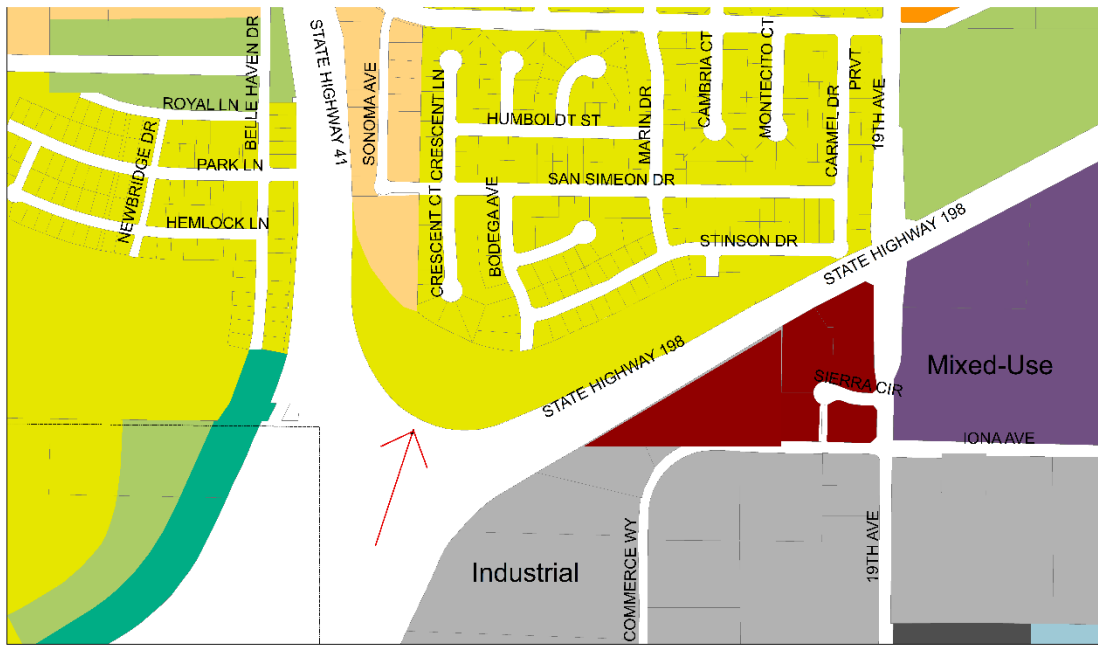 BELLE HAVEN DR
STATE HIGHWAY 41
SONOMA AVE
CRESCENT LN
CAMBRIA CT
MONTECITO CT
PRVT
19TH AVE
ROYAL LN
HUMBOLDT ST
MARIN DR
CARMEL DR
NEWBRIDGE DR
PARK LN
SAN SIMEON DR
HEMLOCK LN
CRESCENT CT
BODEGA AVE
STINSON DR
STATE HIGHWAY 198
STATE HIGHWAY 198
Mixed-Use
SIERRA CIR
IONA AVE
Industrial
COMMERCE WY
19TH AVE